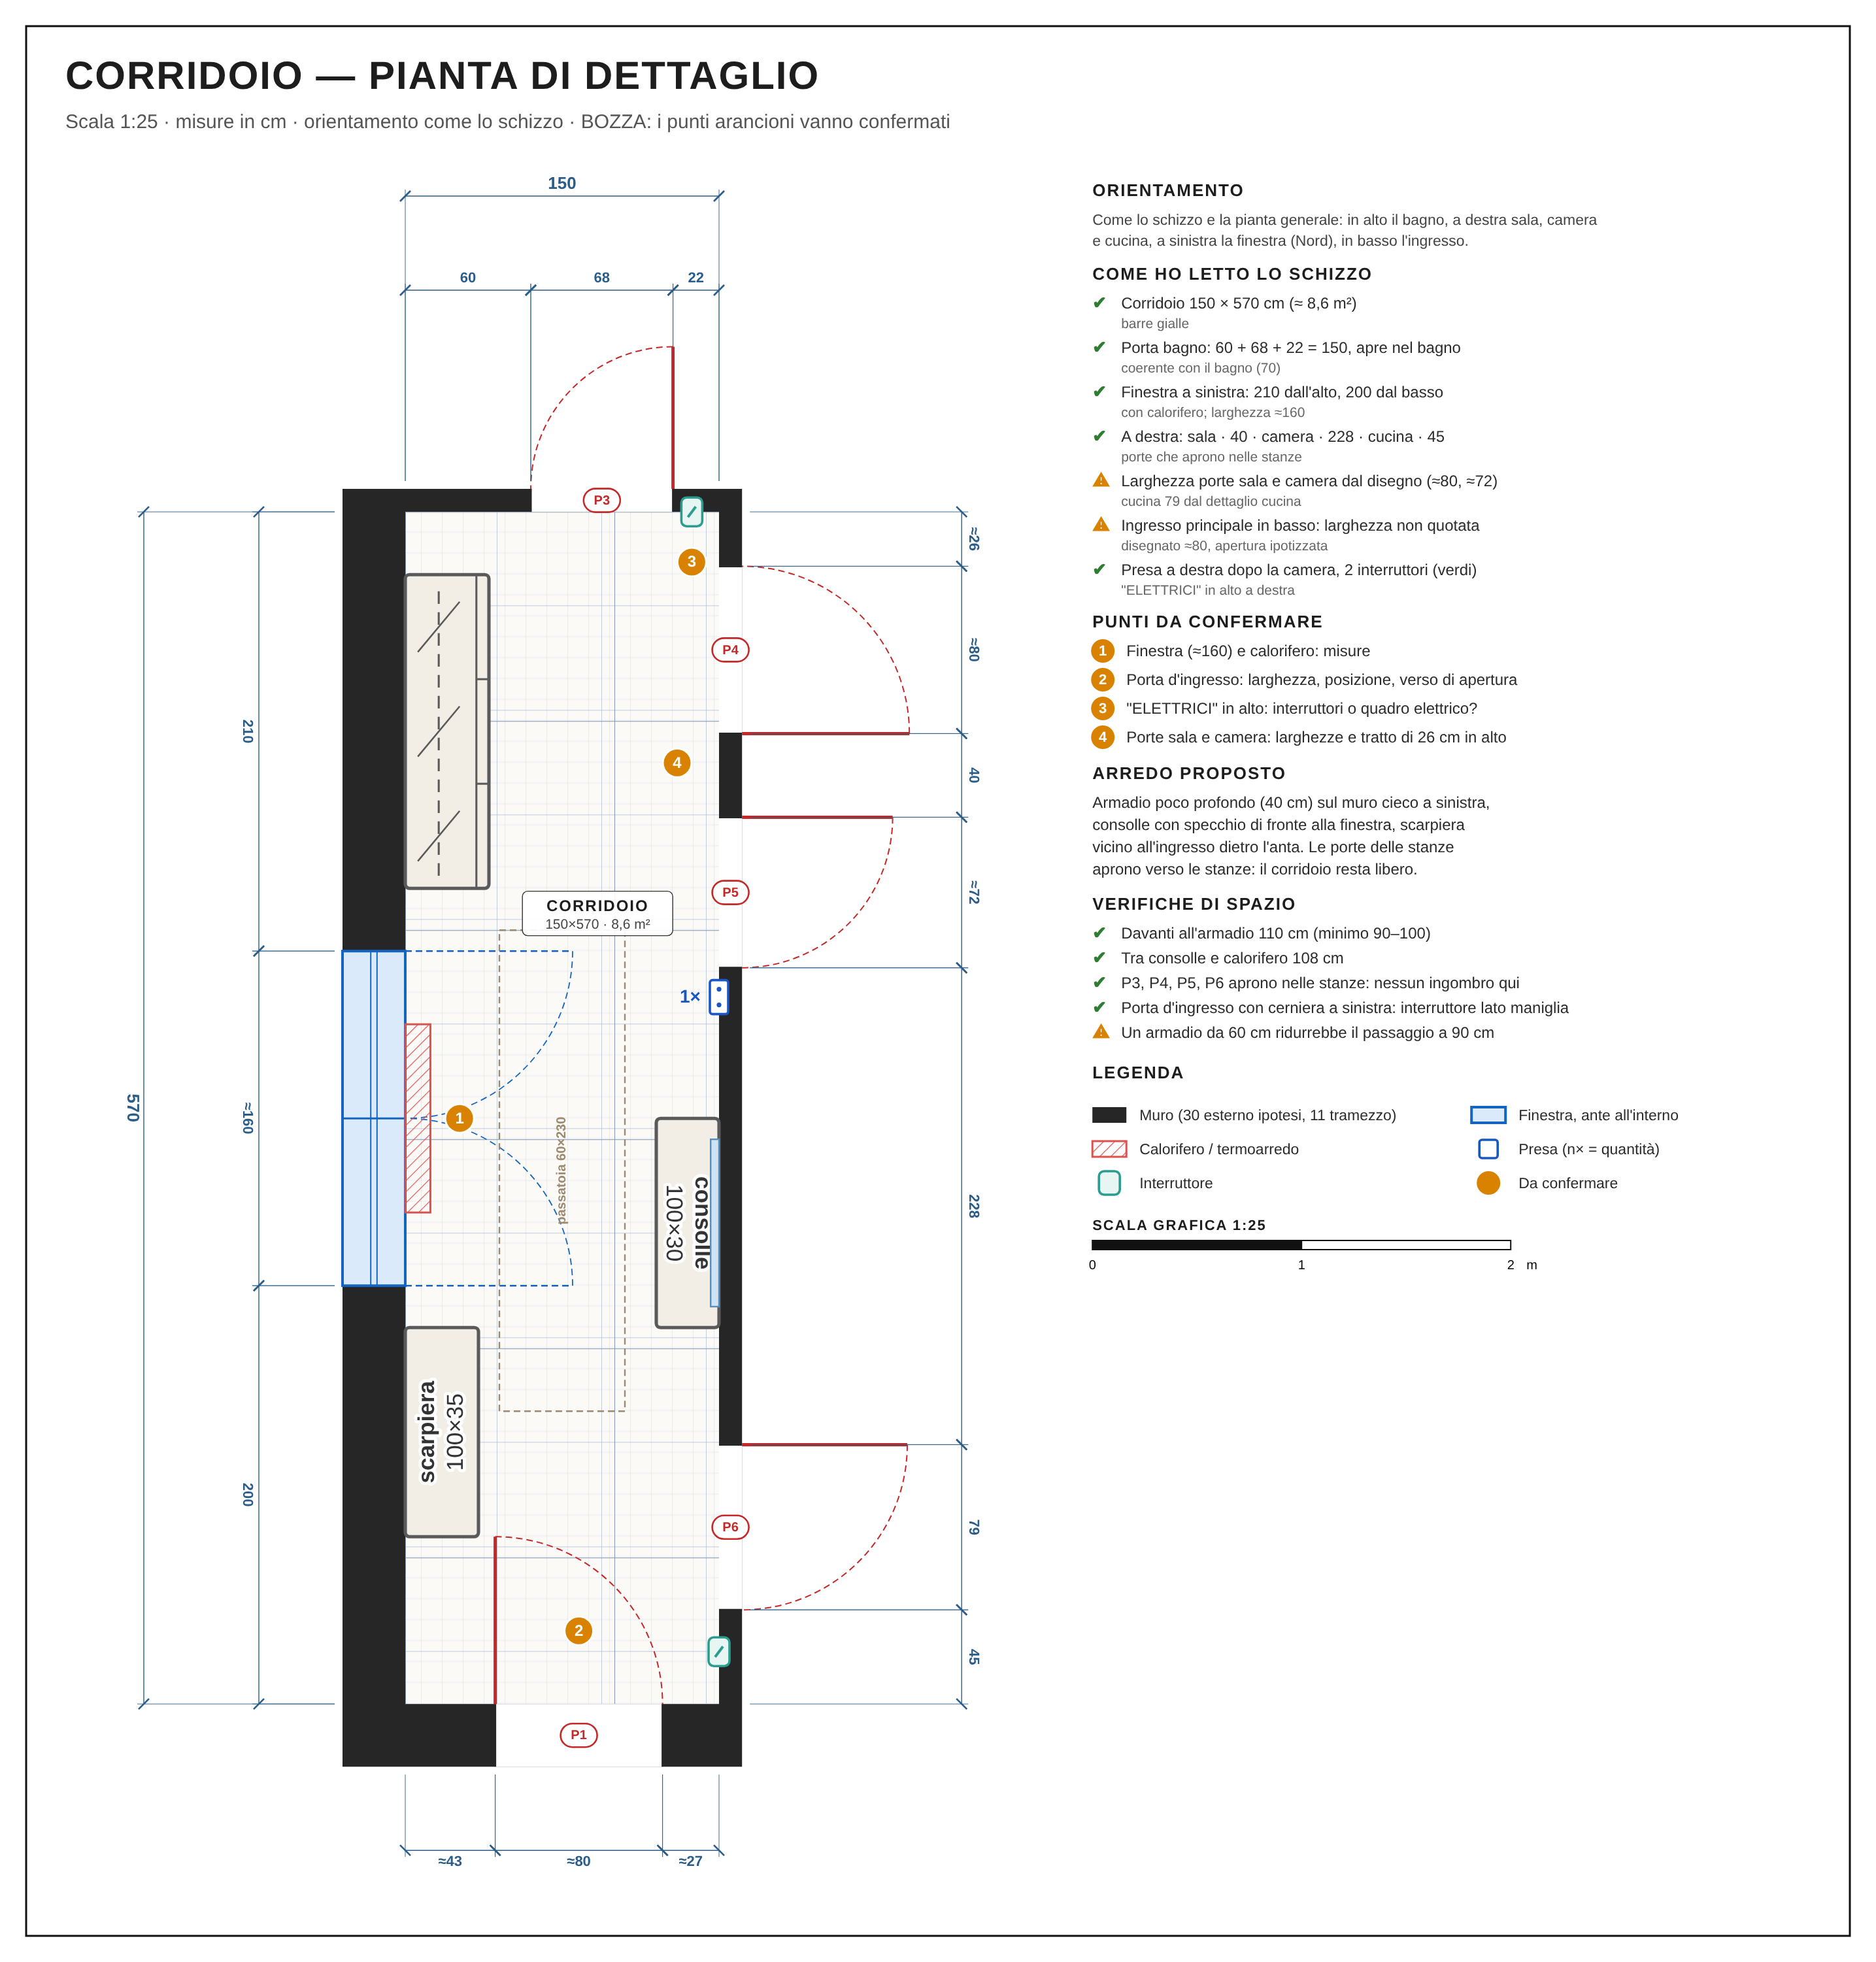 CORRIDOIO — PIANTA DI DETTAGLIO
Scala 1:25 · misure in cm · orientamento come lo schizzo · BOZZA: i punti arancioni vanno confermati
150
60 68 22
P3
≈26
3
P4
≈80
210
4
40
P5
≈72
CORRIDOIO
150×570 · 8,6 m²
1×
570
≈160
1
passatoia 60×230
consolle
100×30
228
scarpiera
100×35
200
P6
79
2
45
P1
≈43 ≈80 ≈27
ORIENTAMENTO
Come lo schizzo e la pianta generale: in alto il bagno, a destra sala, camera
e cucina, a sinistra la finestra (Nord), in basso l'ingresso.
COME HO LETTO LO SCHIZZO
✔ Corridoio 150 × 570 cm (≈ 8,6 m²)
barre gialle
✔ Porta bagno: 60 + 68 + 22 = 150, apre nel bagno
coerente con il bagno (70)
✔ Finestra a sinistra: 210 dall'alto, 200 dal basso
con calorifero; larghezza ≈160
✔ A destra: sala · 40 · camera · 228 · cucina · 45
porte che aprono nelle stanze
Larghezza porte sala e camera dal disegno (≈80, ≈72)
cucina 79 dal dettaglio cucina
Ingresso principale in basso: larghezza non quotata
disegnato ≈80, apertura ipotizzata
✔ Presa a destra dopo la camera, 2 interruttori (verdi)
"ELETTRICI" in alto a destra
PUNTI DA CONFERMARE
1 Finestra (≈160) e calorifero: misure
2 Porta d'ingresso: larghezza, posizione, verso di apertura
3 "ELETTRICI" in alto: interruttori o quadro elettrico?
4 Porte sala e camera: larghezze e tratto di 26 cm in alto
ARREDO PROPOSTO
Armadio poco profondo (40 cm) sul muro cieco a sinistra,
consolle con specchio di fronte alla finestra, scarpiera
vicino all'ingresso dietro l'anta. Le porte delle stanze
aprono verso le stanze: il corridoio resta libero.
VERIFICHE DI SPAZIO
✔ Davanti all'armadio 110 cm (minimo 90–100)
✔ Tra consolle e calorifero 108 cm
✔ P3, P4, P5, P6 aprono nelle stanze: nessun ingombro qui
✔ Porta d'ingresso con cerniera a sinistra: interruttore lato maniglia
Un armadio da 60 cm ridurrebbe il passaggio a 90 cm
LEGENDA
Muro (30 esterno ipotesi, 11 tramezzo) Finestra, ante all'interno
Calorifero / termoarredo Presa (n× = quantità)
Interruttore Da confermare
SCALA GRAFICA 1:25
0 1 2 m